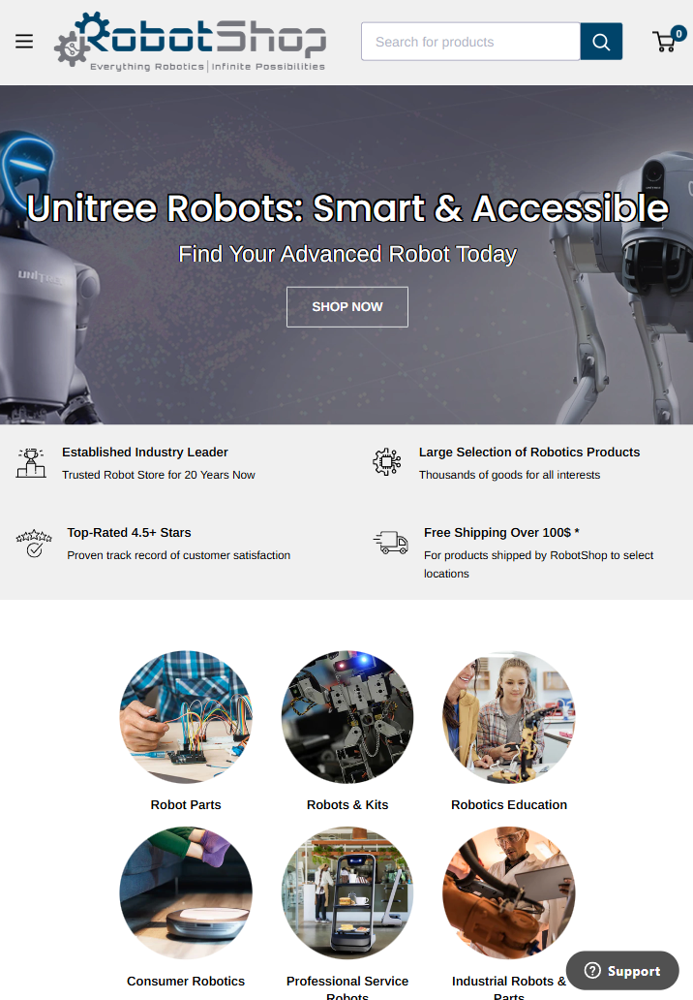 RobotShop
Everything Robotics | Infinite Possibilities
Search for products
0
Unitree Robots: Smart & Accessible
Find Your Advanced Robot Today
SHOP NOW
Established Industry Leader
Trusted Robot Store for 20 Years Now
Large Selection of Robotics Products
Thousands of goods for all interests
Top-Rated 4.5+ Stars
Proven track record of customer satisfaction
Free Shipping Over 100$ *
For products shipped by RobotShop to select
locations
Robot Parts
Robots & Kits
Robotics Education
Consumer Robotics
Professional Service
Robots
Industrial Robots &
Parts
Support